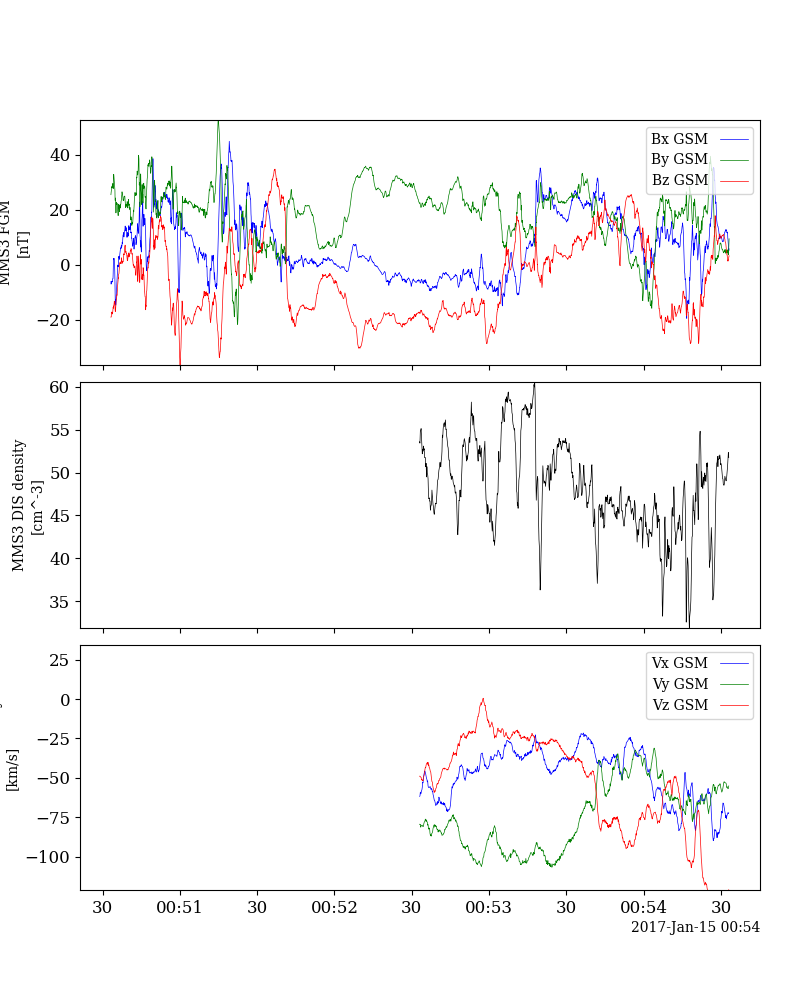 40
20
0
−20
MMS3 FGM
[nT]
Bx GSM
By GSM
Bz GSM
60
55
50
45
40
35
MMS3 DIS density
[cm^-3]
25
0
−25
−50
−75
−100
[km/s]
Vx GSM
Vy GSM
Vz GSM
30 00:51 30 00:52 30 00:53 30 00:54 30
2017-Jan-15 00:54